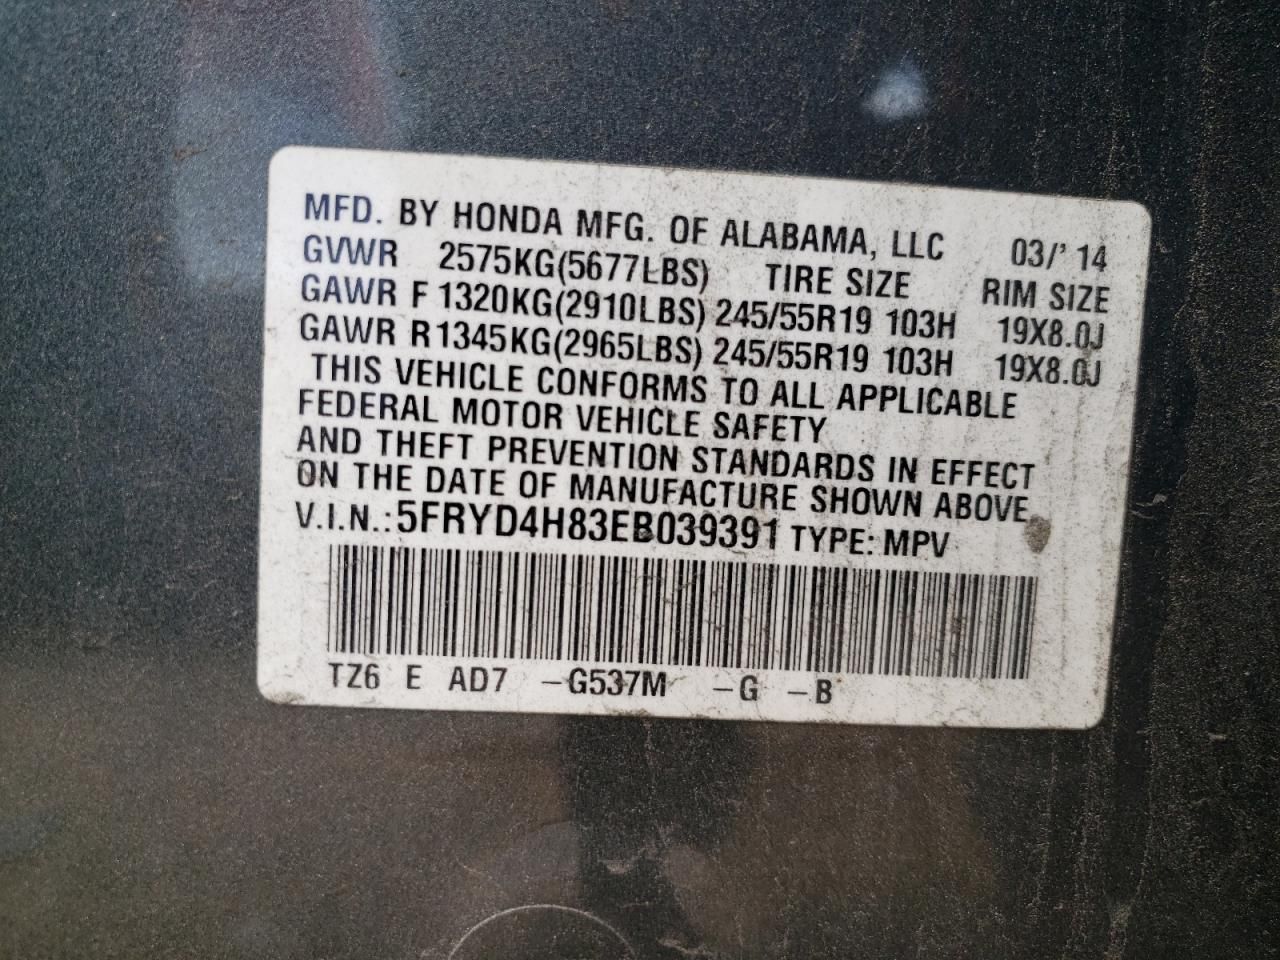 MFD. BY HONDA MFG. OF ALABAMA, LLC 03/' 14
GVWR 2575KG(5677LBS) TIRE SIZE RIM SIZE
GAWR F 1320KG(2910LBS) 245/55R19 103H 19X8.0J
GAWR R 1345KG(2965LBS) 245/55R19 103H 19X8.0J
THIS VEHICLE CONFORMS TO ALL APPLICABLE
FEDERAL MOTOR VEHICLE SAFETY
AND THEFT PREVENTION STANDARDS IN EFFECT
ON THE DATE OF MANUFACTURE SHOWN ABOVE
V.I.N.: 5FRYD4H83EB039391 TYPE: MPV
TZ6 E AD7 -G537M -G -B